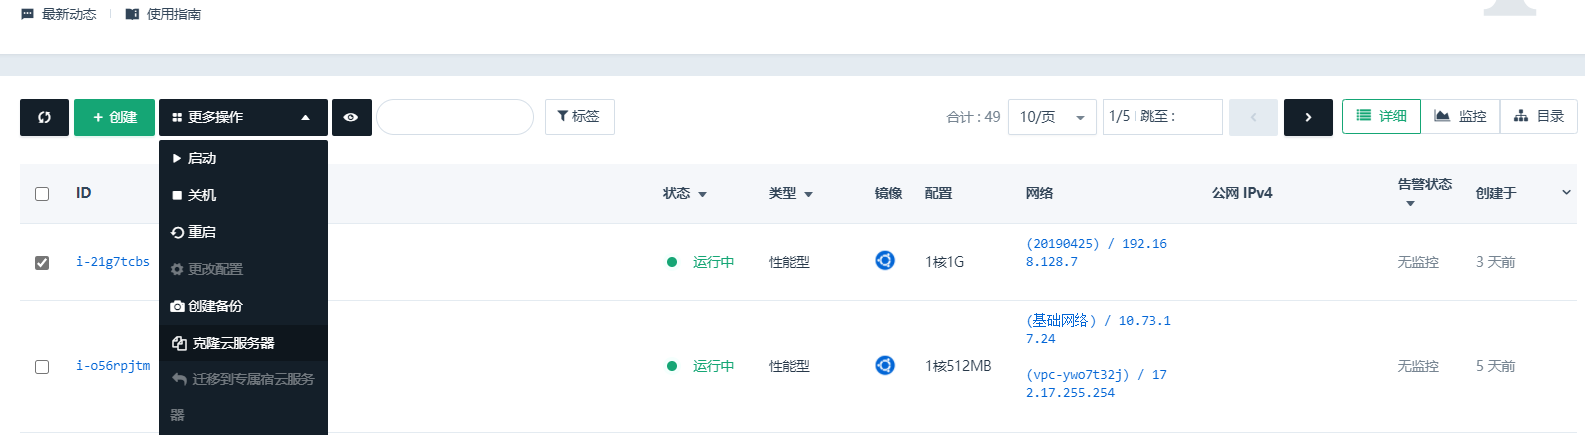 最新动态 使用指南
创建 更多操作 标签 合计 : 49 10/页 1/5 跳至 : 详细 监控 目录
启动
关机
重启
更改配置
创建备份
克隆云服务器
迁移到专属宿云服务
器
ID 状态 类型 镜像 配置 网络 公网 IPv4 告警状态 创建于
i-21g7tcbs 运行中 性能型 1核1G (20190425) / 192.16
8.128.7 无监控 3 天前
i-o56rpjtm 运行中 性能型 1核512MB (基础网络) / 10.73.1
7.24
(vpc-ywo7t32j) / 17
2.17.255.254 无监控 5 天前